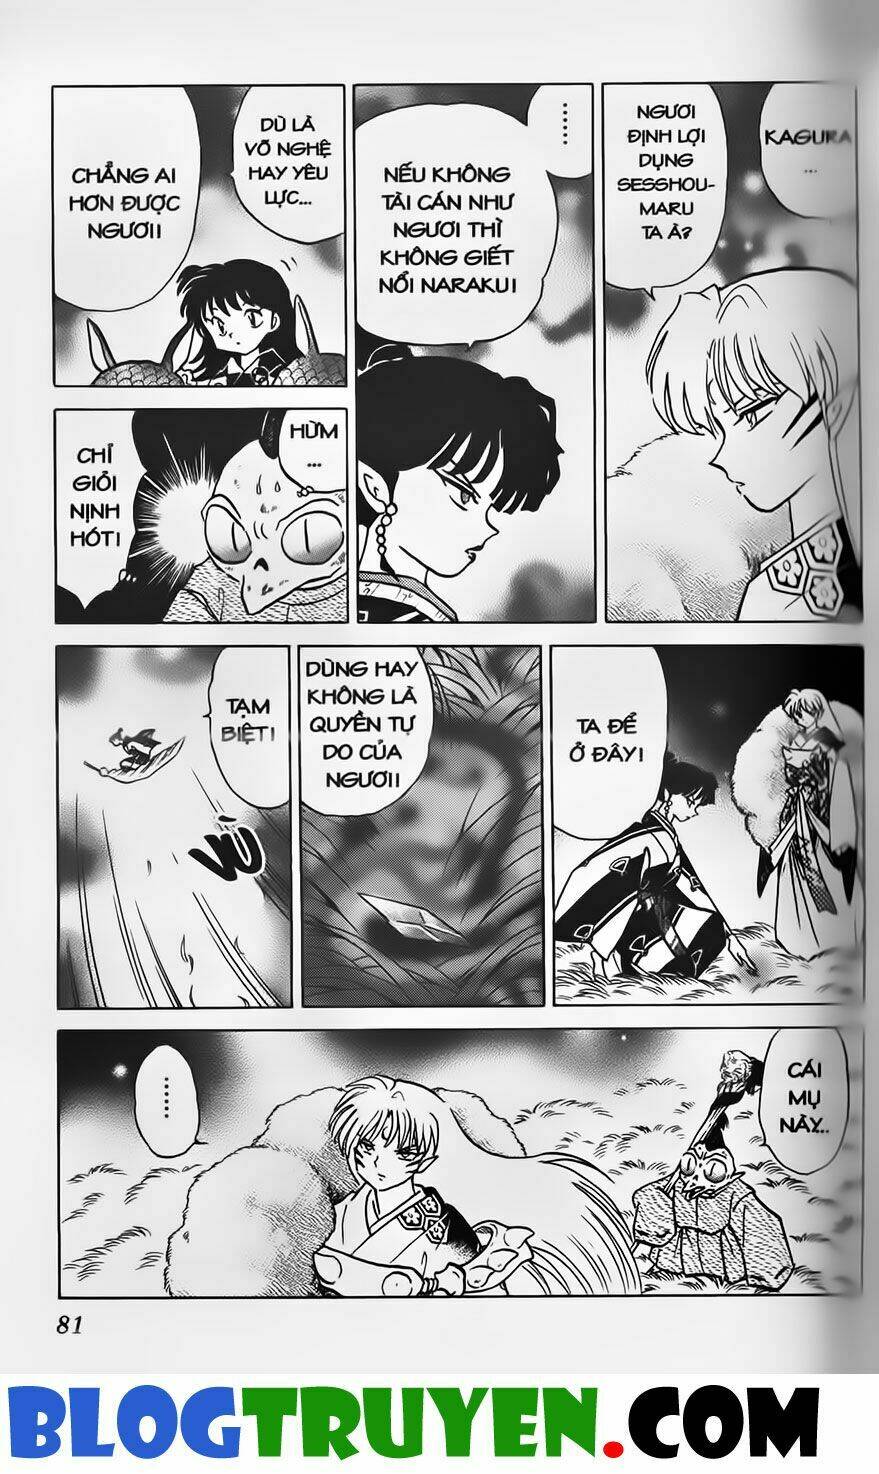 KAGURA
...
NGƯƠI
ĐỊNH LỢI
DỤNG
SESSHOU-
MARU
TA À?
......
NẾU KHÔNG
TÀI CÁN NHƯ
NGƯƠI THÌ
KHÔNG GIẾT
NỔI NARAKU!
DÙ LÀ
VÕ NGHỆ
HAY YÊU
LỰC...
CHẲNG AI
HƠN ĐƯỢC
NGƯƠI!
HỪM
...
CHỈ
GIỎI
NỊNH
HÓT!
TA ĐỂ
Ở ĐÂY!
DÙNG HAY
KHÔNG LÀ
QUYỀN TỰ
DO CỦA
NGƯƠI!
TẠM
BIỆT!
VÙ
CÁI
MỤ
NÀY...
......
81
BLOGTRUYEN.COM